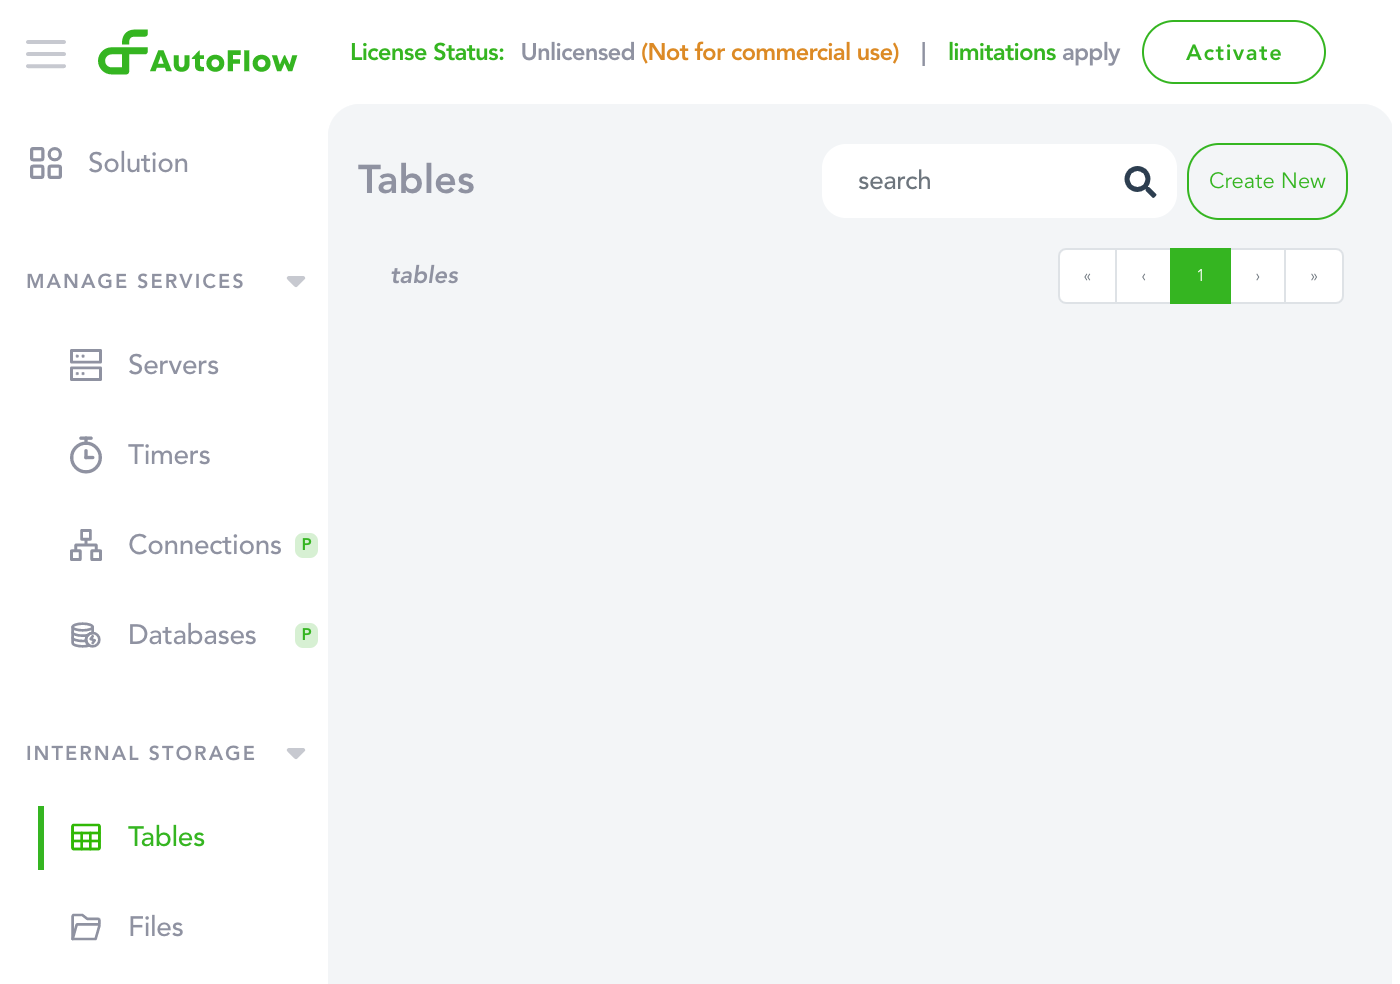 AutoFlow
License Status: Unlicensed (Not for commercial use) | limitations apply
Activate
Solution
MANAGE SERVICES
Servers
Timers
Connections P
Databases P
INTERNAL STORAGE
Tables
Files
Tables
search
Create New
tables
« ‹ 1 › »